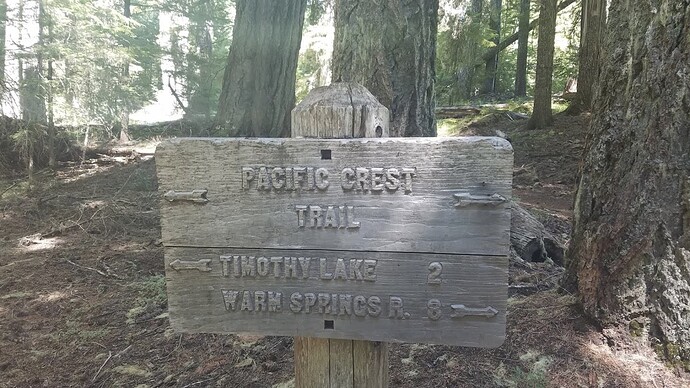 PACIFIC CREST
TRAIL
TIMOTHY LAKE 2
WARM SPRINGS R. 8